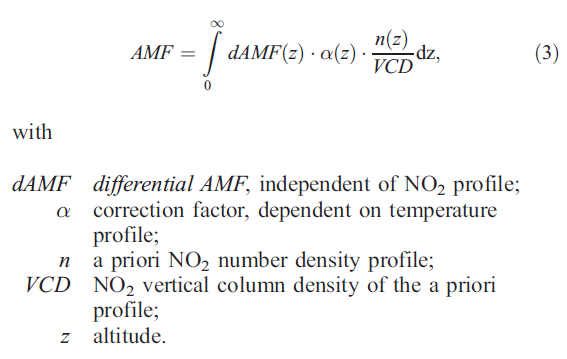 AMF = ∫₀^∞ dAMF(z) · α(z) · n(z)/VCD dz, (3)
with
dAMF differential AMF, independent of NO₂ profile;
α correction factor, dependent on temperature
profile;
n a priori NO₂ number density profile;
VCD NO₂ vertical column density of the a priori
profile;
z altitude.